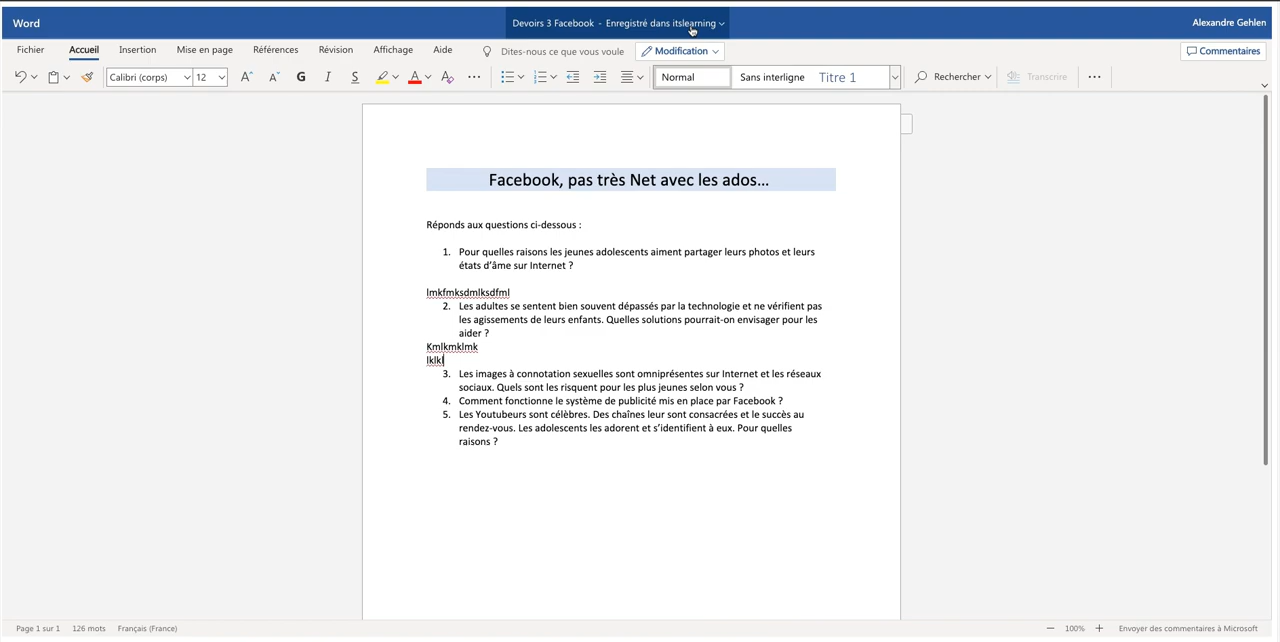 Word
Devoirs 3 Facebook - Enregistré dans itslearning
Alexandre Gehlen
Fichier Accueil Insertion Mise en page Références Révision Affichage Aide Dites-nous ce que vous voule Modification Commentaires
Calibri (corps) 12 A A G I S A A Normal Sans interligne Titre 1 Rechercher Transcrire
Facebook, pas très Net avec les ados…
Réponds aux questions ci-dessous :
1. Pour quelles raisons les jeunes adolescents aiment partager leurs photos et leurs
états d’âme sur Internet ?
lmkfmksdmlksdfml
2. Les adultes se sentent bien souvent dépassés par la technologie et ne vérifient pas
les agissements de leurs enfants. Quelles solutions pourrait-on envisager pour les
aider ?
Kmlkmklmk
lklkl
3. Les images à connotation sexuelles sont omniprésentes sur Internet et les réseaux
sociaux. Quels sont les risquent pour les plus jeunes selon vous ?
4. Comment fonctionne le système de publicité mis en place par Facebook ?
5. Les Youtubeurs sont célèbres. Des chaînes leur sont consacrées et le succès au
rendez-vous. Les adolescents les adorent et s’identifient à eux. Pour quelles
raisons ?
Page 1 sur 1 126 mots Français (France) 100% Envoyer des commentaires à Microsoft